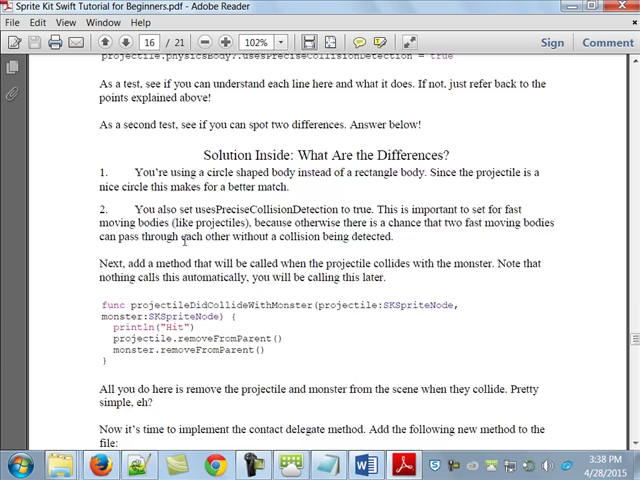 Sprite Kit Swift Tutorial for Beginners.pdf - Adobe Reader
File Edit View Window Help
16 / 21 102% Sign Comment
projectile.physicsBody?.usesPreciseCollisionDetection = true
As a test, see if you can understand each line here and what it does. If not, just refer back to the
points explained above!
As a second test, see if you can spot two differences. Answer below!
Solution Inside: What Are the Differences?
1. You're using a circle shaped body instead of a rectangle body. Since the projectile is a
nice circle this makes for a better match.
2. You also set usesPreciseCollisionDetection to true. This is important to set for fast
moving bodies (like projectiles), because otherwise there is a chance that two fast moving bodies
can pass through each other without a collision being detected.
Next, add a method that will be called when the projectile collides with the monster. Note that
nothing calls this automatically, you will be calling this later.
func projectileDidCollideWithMonster(projectile:SKSpriteNode,
monster:SKSpriteNode) {
println("Hit")
projectile.removeFromParent()
monster.removeFromParent()
}
All you do here is remove the projectile and monster from the scene when they collide. Pretty
simple, eh?
Now it's time to implement the contact delegate method. Add the following new method to the
file:
3:38 PM
4/28/2015